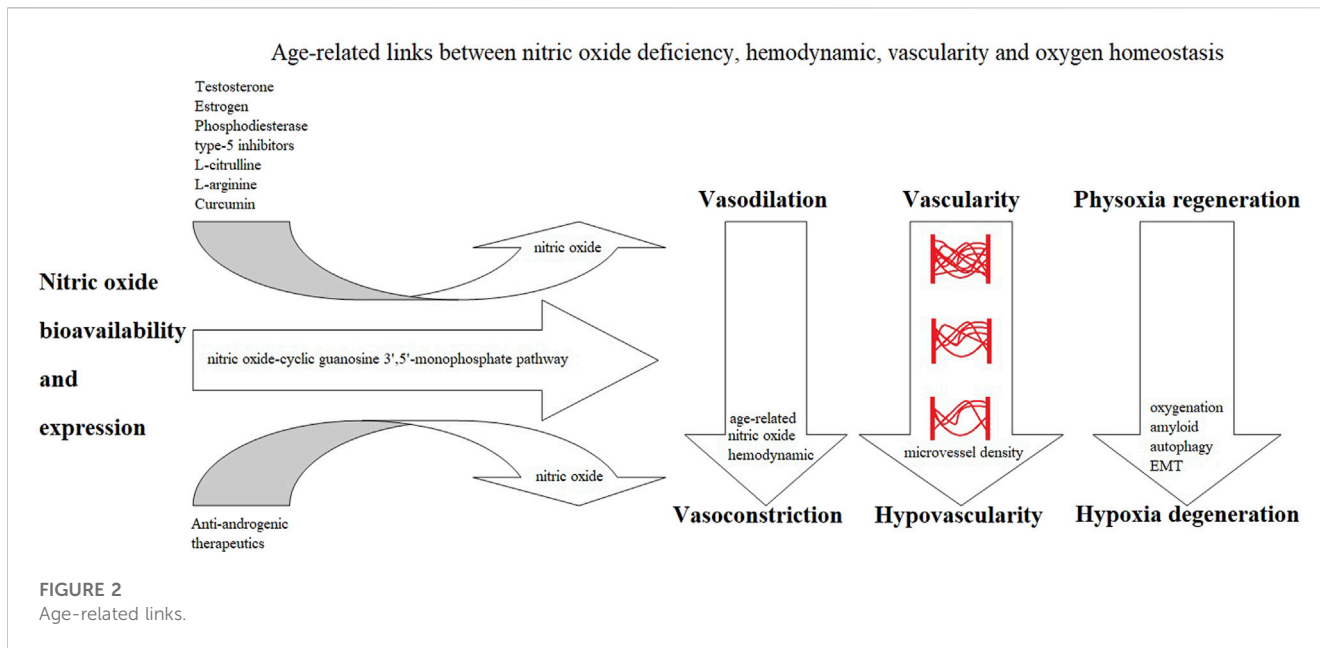 Age-related links between nitric oxide deficiency, hemodynamic, vascularity and oxygen homeostasis
Testosterone
Estrogen
Phosphodiesterase
type-5 inhibitors
L-citrulline
L-arginine
Curcumin
Nitric oxide
bioavailability
and
expression
nitric oxide
nitric oxide-cyclic guanosine 3',5'-monophosphate pathway
nitric oxide
Anti-androgenic
therapeutics
Vasodilation
age-related
nitric oxide
hemodynamic
Vasoconstriction
Vascularity
microvessel density
Hypovascularity
Physoxia regeneration
oxygenation
amyloid
autophagy
EMT
Hypoxia degeneration
FIGURE 2
Age-related links.